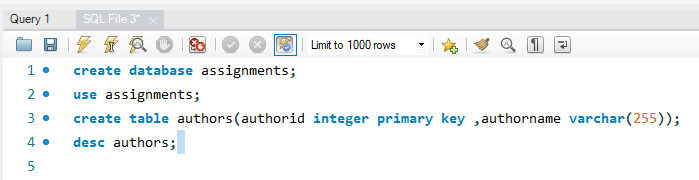 Query 1 SQL File 3*
Limit to 1000 rows
1 create database assignments;
2 use assignments;
3 create table authors(authorid integer primary key ,authorname varchar(255));
4 desc authors;
5